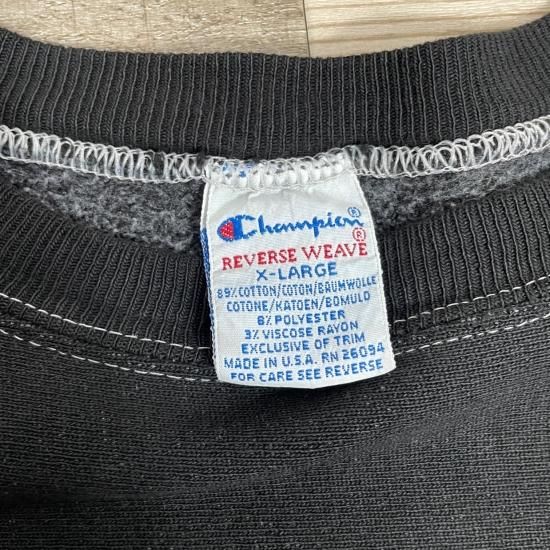 Champion®
REVERSE WEAVE®
X-LARGE
89% COTTON/COTON/BAUMWOLLE
COTONE/KATOEN/BOMULD
8% POLYESTER
3% VISCOSE RAYON
EXCLUSIVE OF TRIM
MADE IN U.S.A. RN 26094
FOR CARE SEE REVERSE